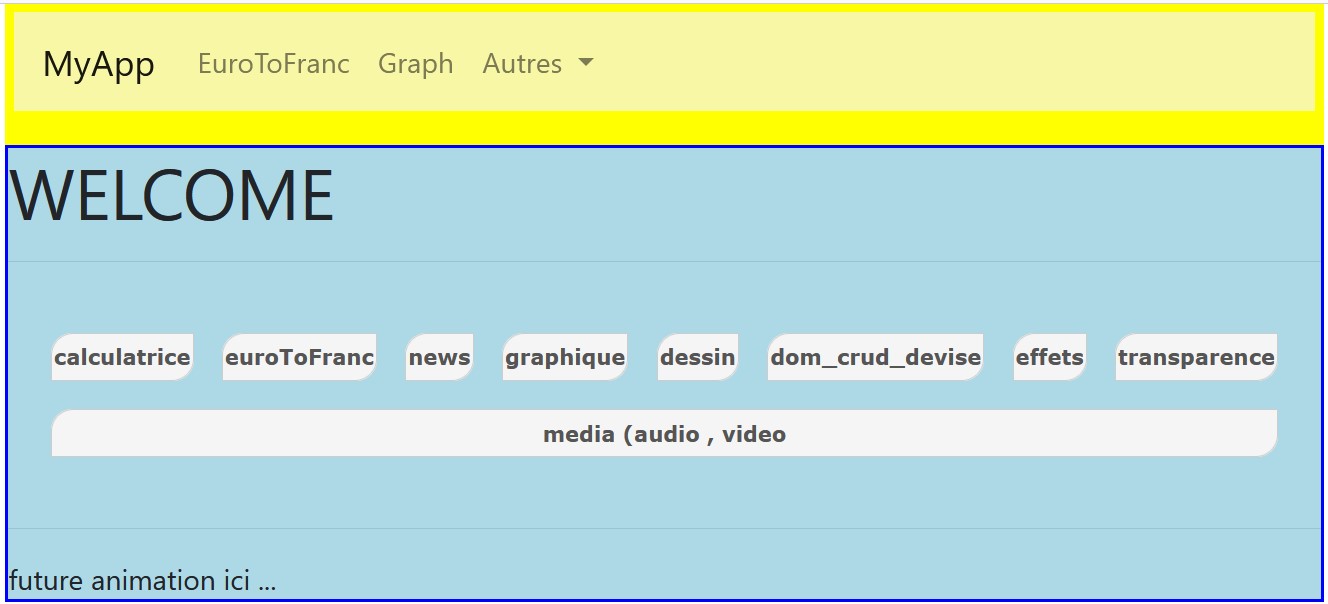 MyApp EuroToFranc Graph Autres
WELCOME
calculatrice euroToFranc news graphique dessin dom_crud_devise effets transparence
media (audio , video
future animation ici ...